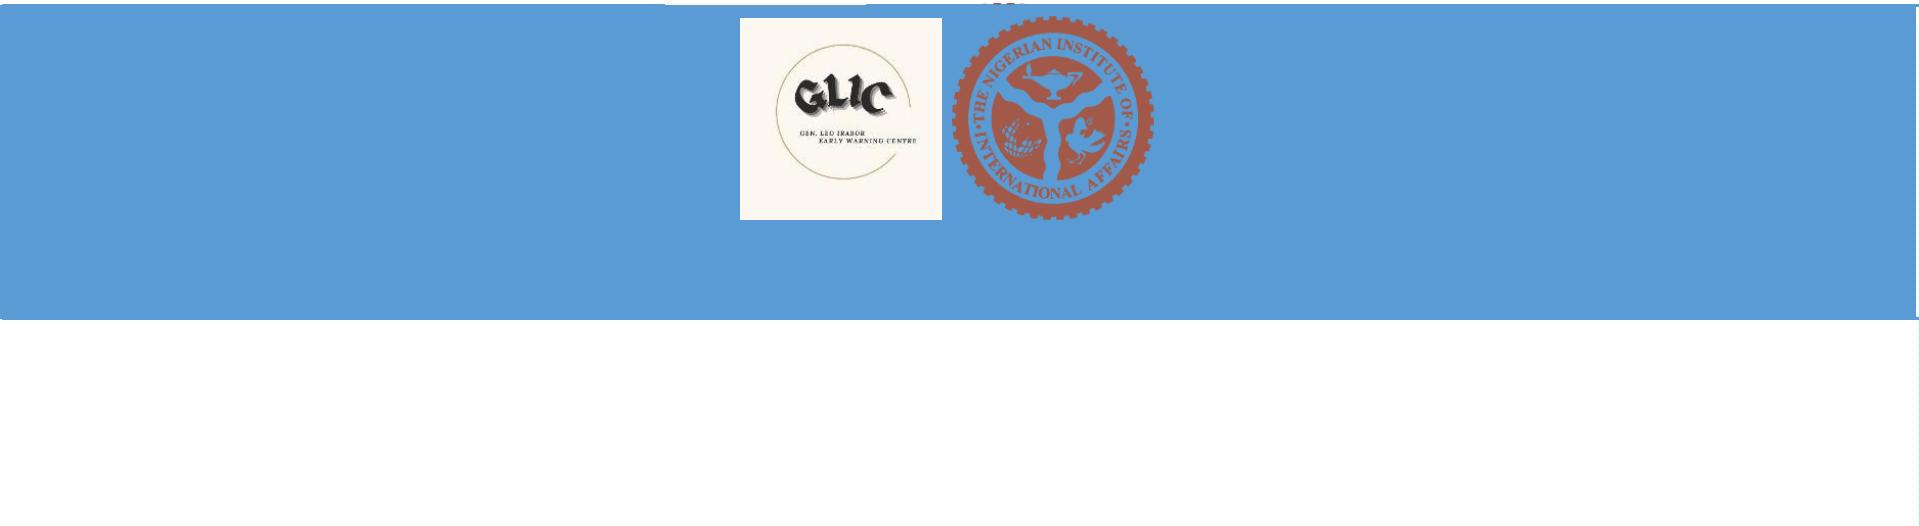 GLIC
GEN. LEO IRABOR
EARLY WARNING CENTRE
•THE NIGERIAN INSTITUTE OF•
INTERNATIONAL AFFAIRS